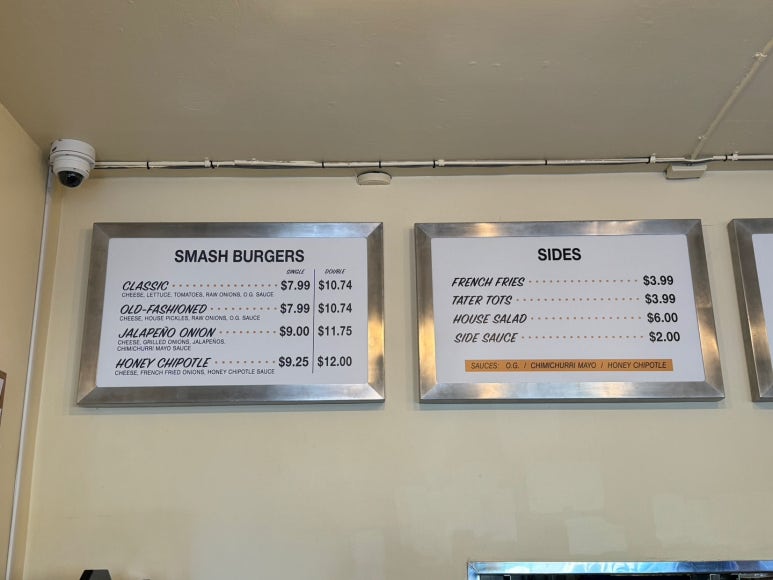 SMASH BURGERS
SINGLE DOUBLE
CLASSIC $7.99 $10.74
CHEESE, LETTUCE, TOMATOES, RAW ONIONS, O.G. SAUCE
OLD-FASHIONED $7.99 $10.74
CHEESE, HOUSE PICKLES, RAW ONIONS, O.G. SAUCE
JALAPEÑO ONION $9.00 $11.75
CHEESE, GRILLED ONIONS, JALAPENOS,
CHIMICHURRI MAYO SAUCE
HONEY CHIPOTLE $9.25 $12.00
CHEESE, FRENCH FRIED ONIONS, HONEY CHIPOTLE SAUCE
SIDES
FRENCH FRIES $3.99
TATER TOTS $3.99
HOUSE SALAD $6.00
SIDE SAUCE $2.00
SAUCES: O.G. / CHIMICHURRI MAYO / HONEY CHIPOTLE